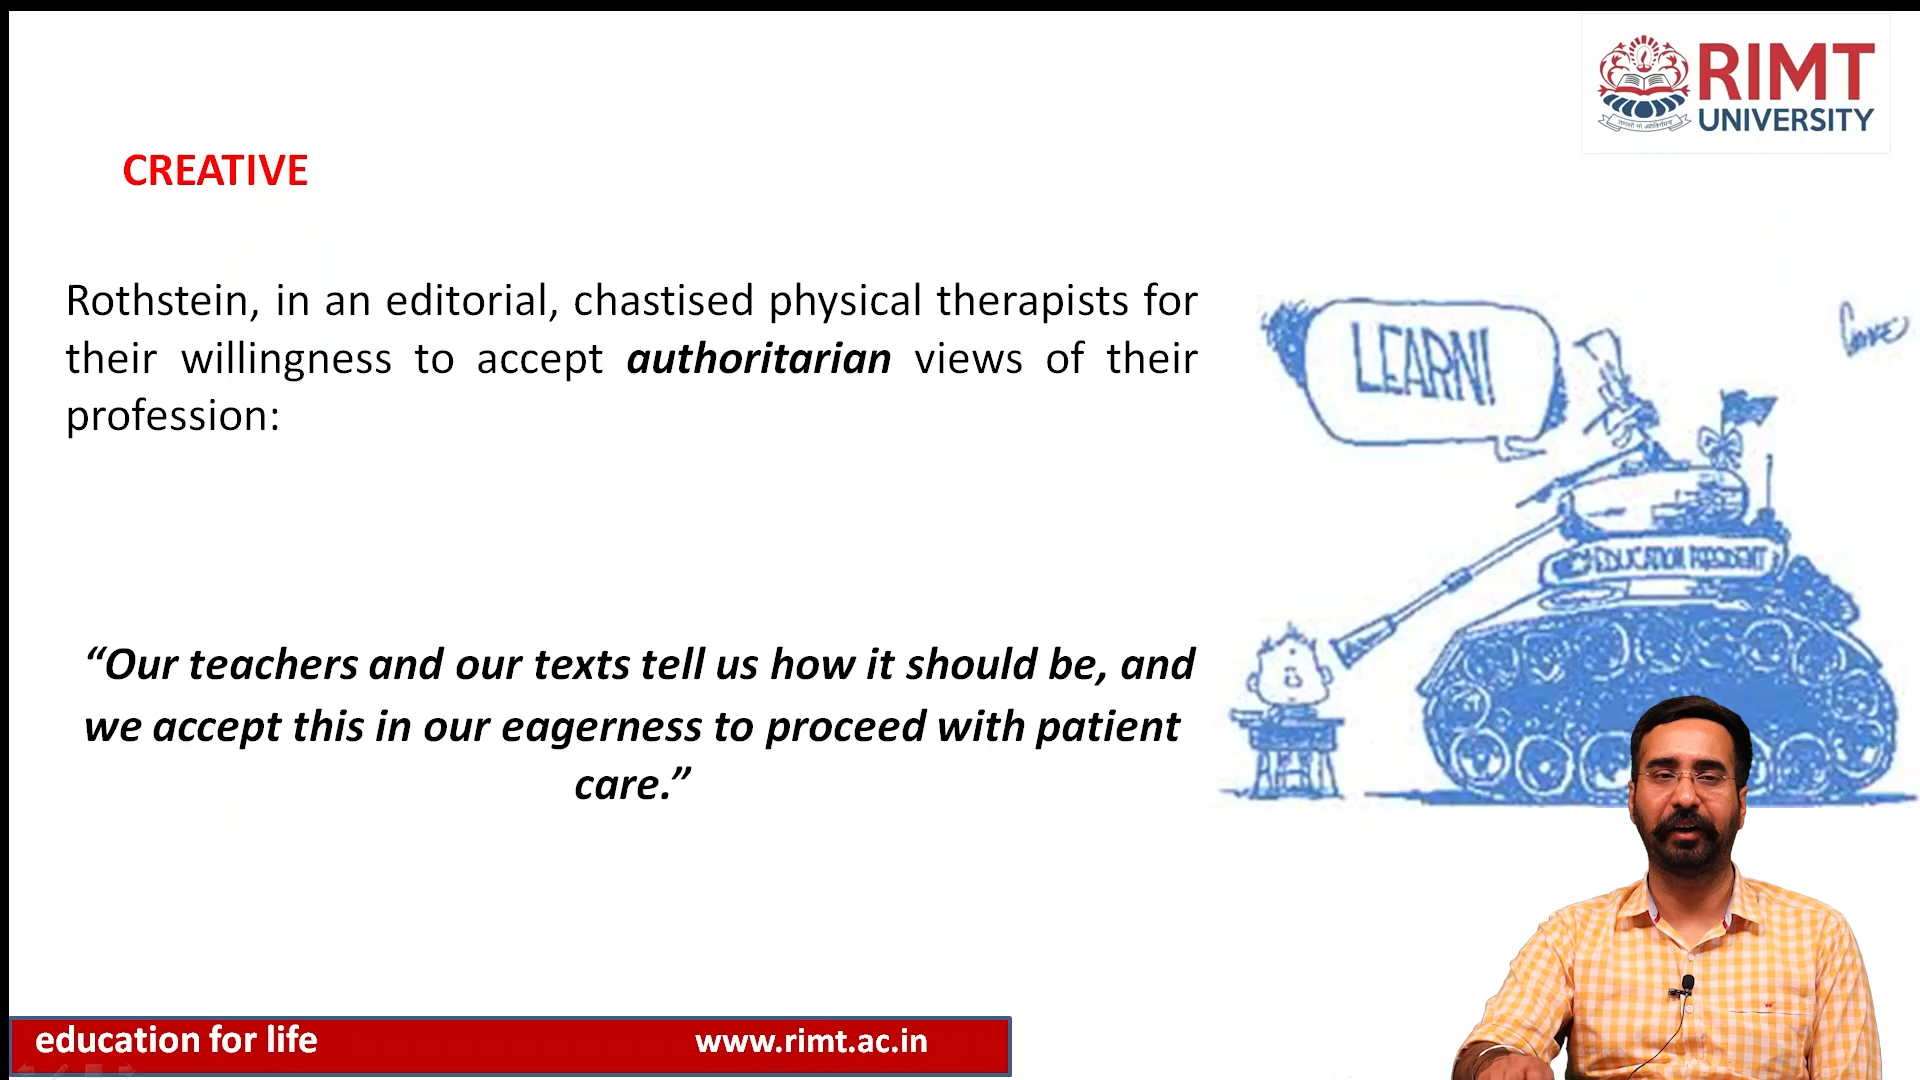 RIMT
UNIVERSITY
CREATIVE
Rothstein, in an editorial, chastised physical therapists for
their willingness to accept authoritarian views of their
profession:
“Our teachers and our texts tell us how it should be, and
we accept this in our eagerness to proceed with patient
care.”
LEARN!
EDUCATION PRESIDENT
education for life
www.rimt.ac.in